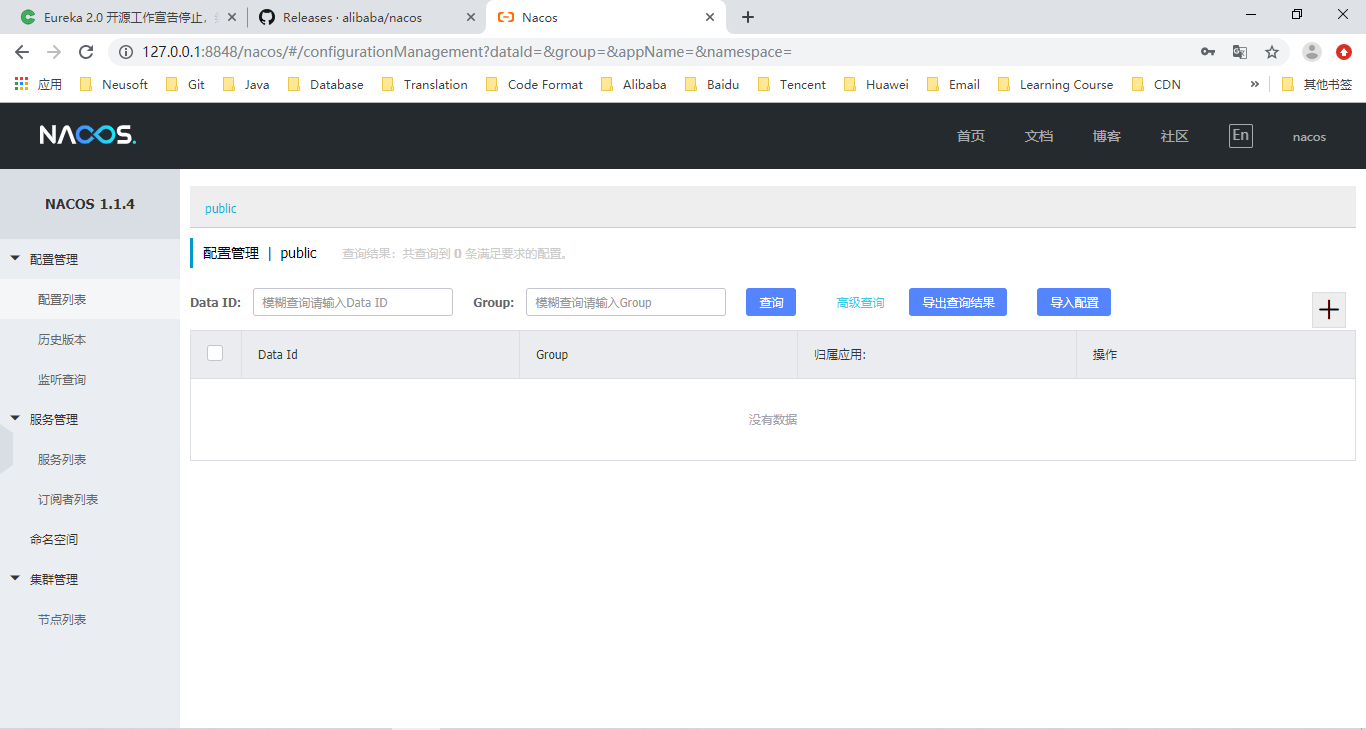 Eureka 2.0 开源工作宣告停止，
Releases · alibaba/nacos
Nacos
127.0.0.1:8848/nacos/#/configurationManagement?dataId=&group=&appName=&namespace=
应用 Neusoft Git Java Database Translation Code Format Alibaba Baidu Tencent Huawei Email Learning Course CDN » 其他书签
NACOS.
首页 文档 博客 社区 En nacos
NACOS 1.1.4
public
配置管理
配置管理 | public 查询结果：共查询到 0 条满足要求的配置。
配置列表
Data ID: 模糊查询请输入Data ID Group: 模糊查询请输入Group 查询 高级查询 导出查询结果 导入配置
历史版本
Data Id Group 归属应用: 操作
监听查询
服务管理
没有数据
服务列表
订阅者列表
命名空间
集群管理
节点列表